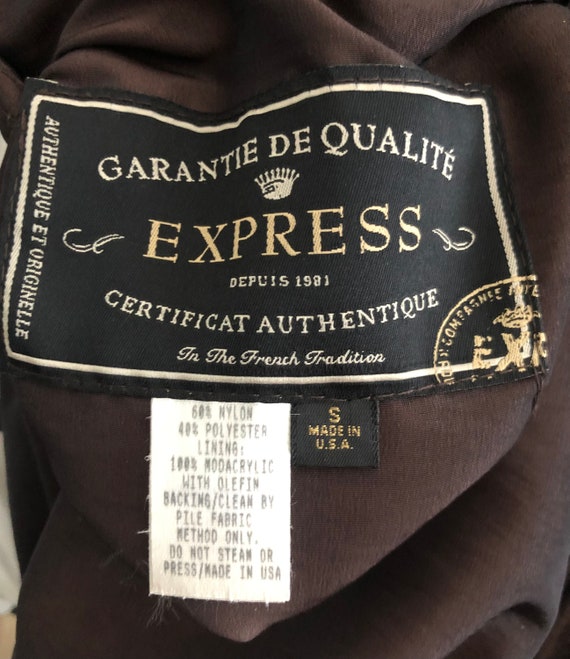 GARANTIE DE QUALITÉ
AUTHENTIQUE ET ORIGINELLE
EXPRESS
DEPUIS 1981
CERTIFICAT AUTHENTIQUE
In The French Tradition
COMPAGNIE
EX
60% NYLON
40% POLYESTER
LINING:
100% MODACRYLIC
WITH OLEFIN
BACKING/CLEAN BY
PILE FABRIC
METHOD ONLY.
DO NOT STEAM OR
PRESS/MADE IN USA
S
MADE IN
U.S.A.